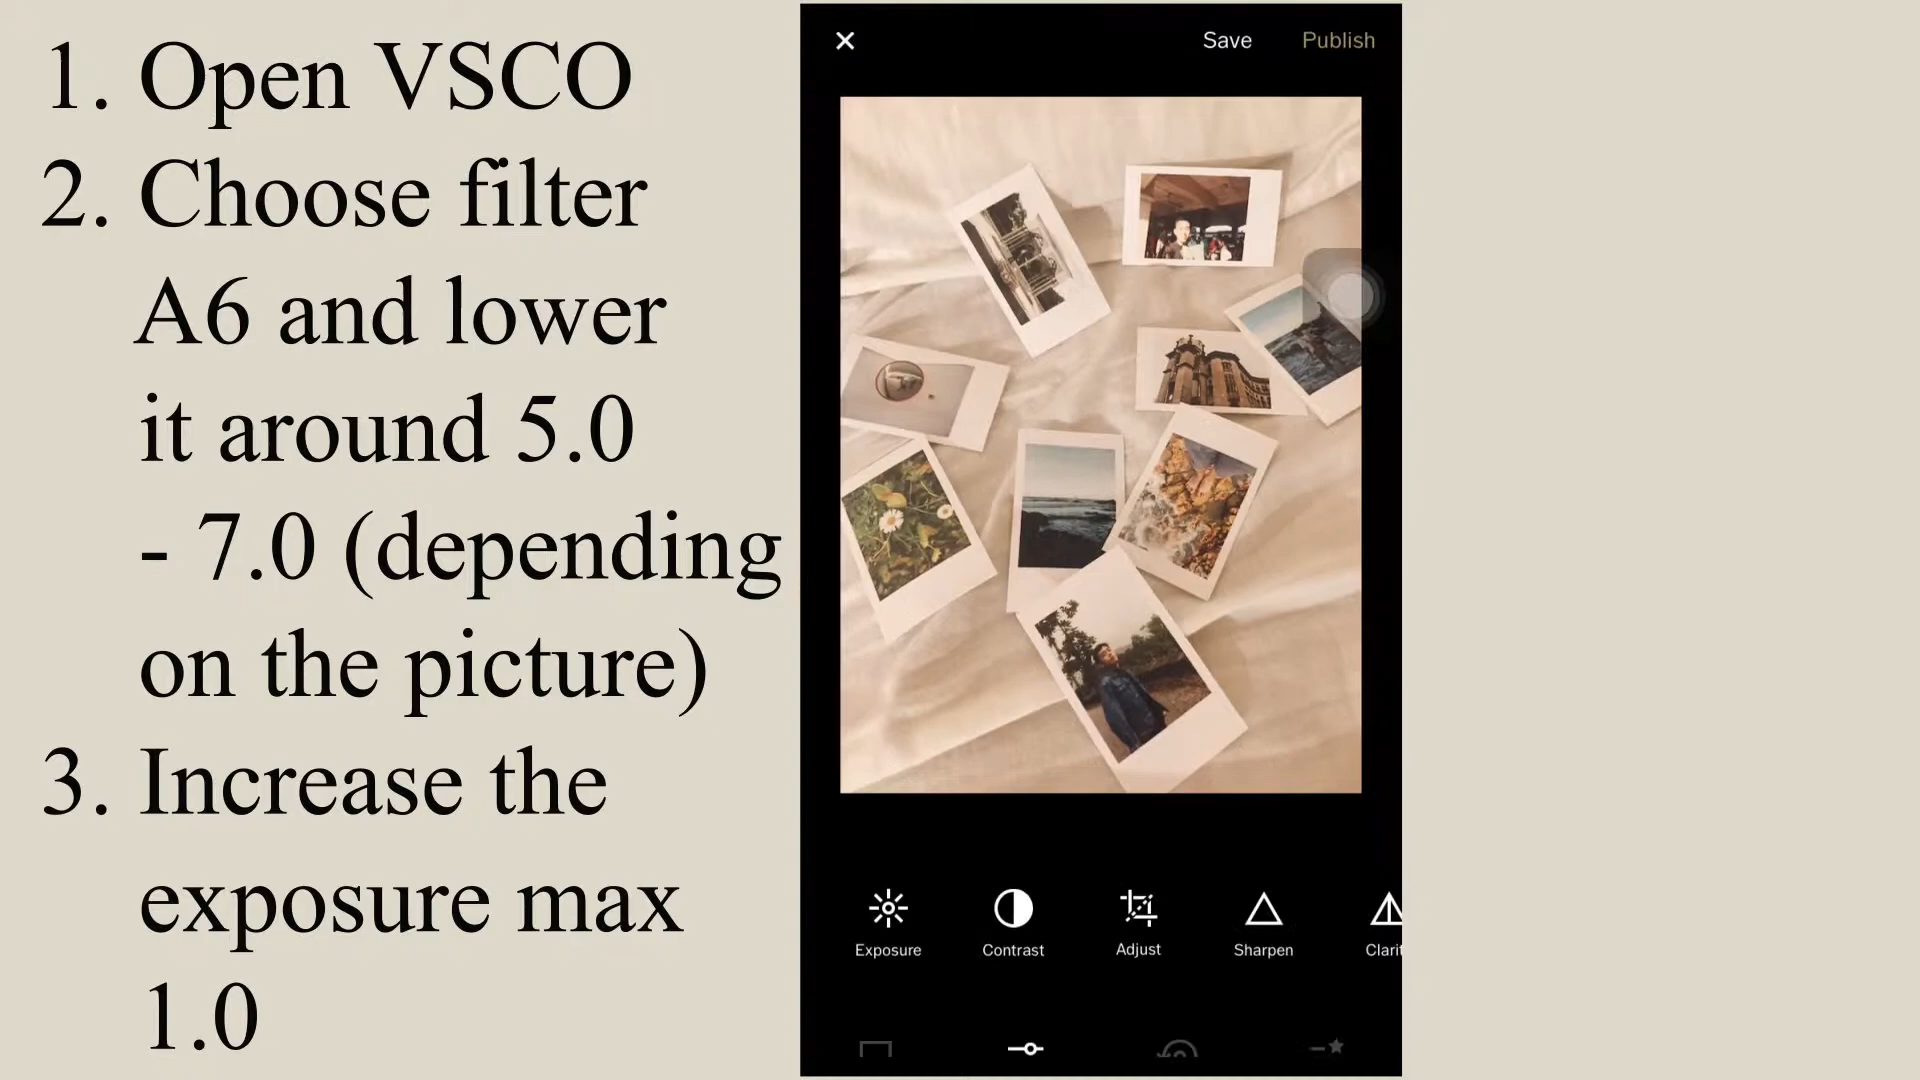 1. Open VSCO
2. Choose filter
A6 and lower
it around 5.0
- 7.0 (depending
on the picture)
3. Increase the
exposure max
1.0
Save Publish
Exposure Contrast Adjust Sharpen Clarit